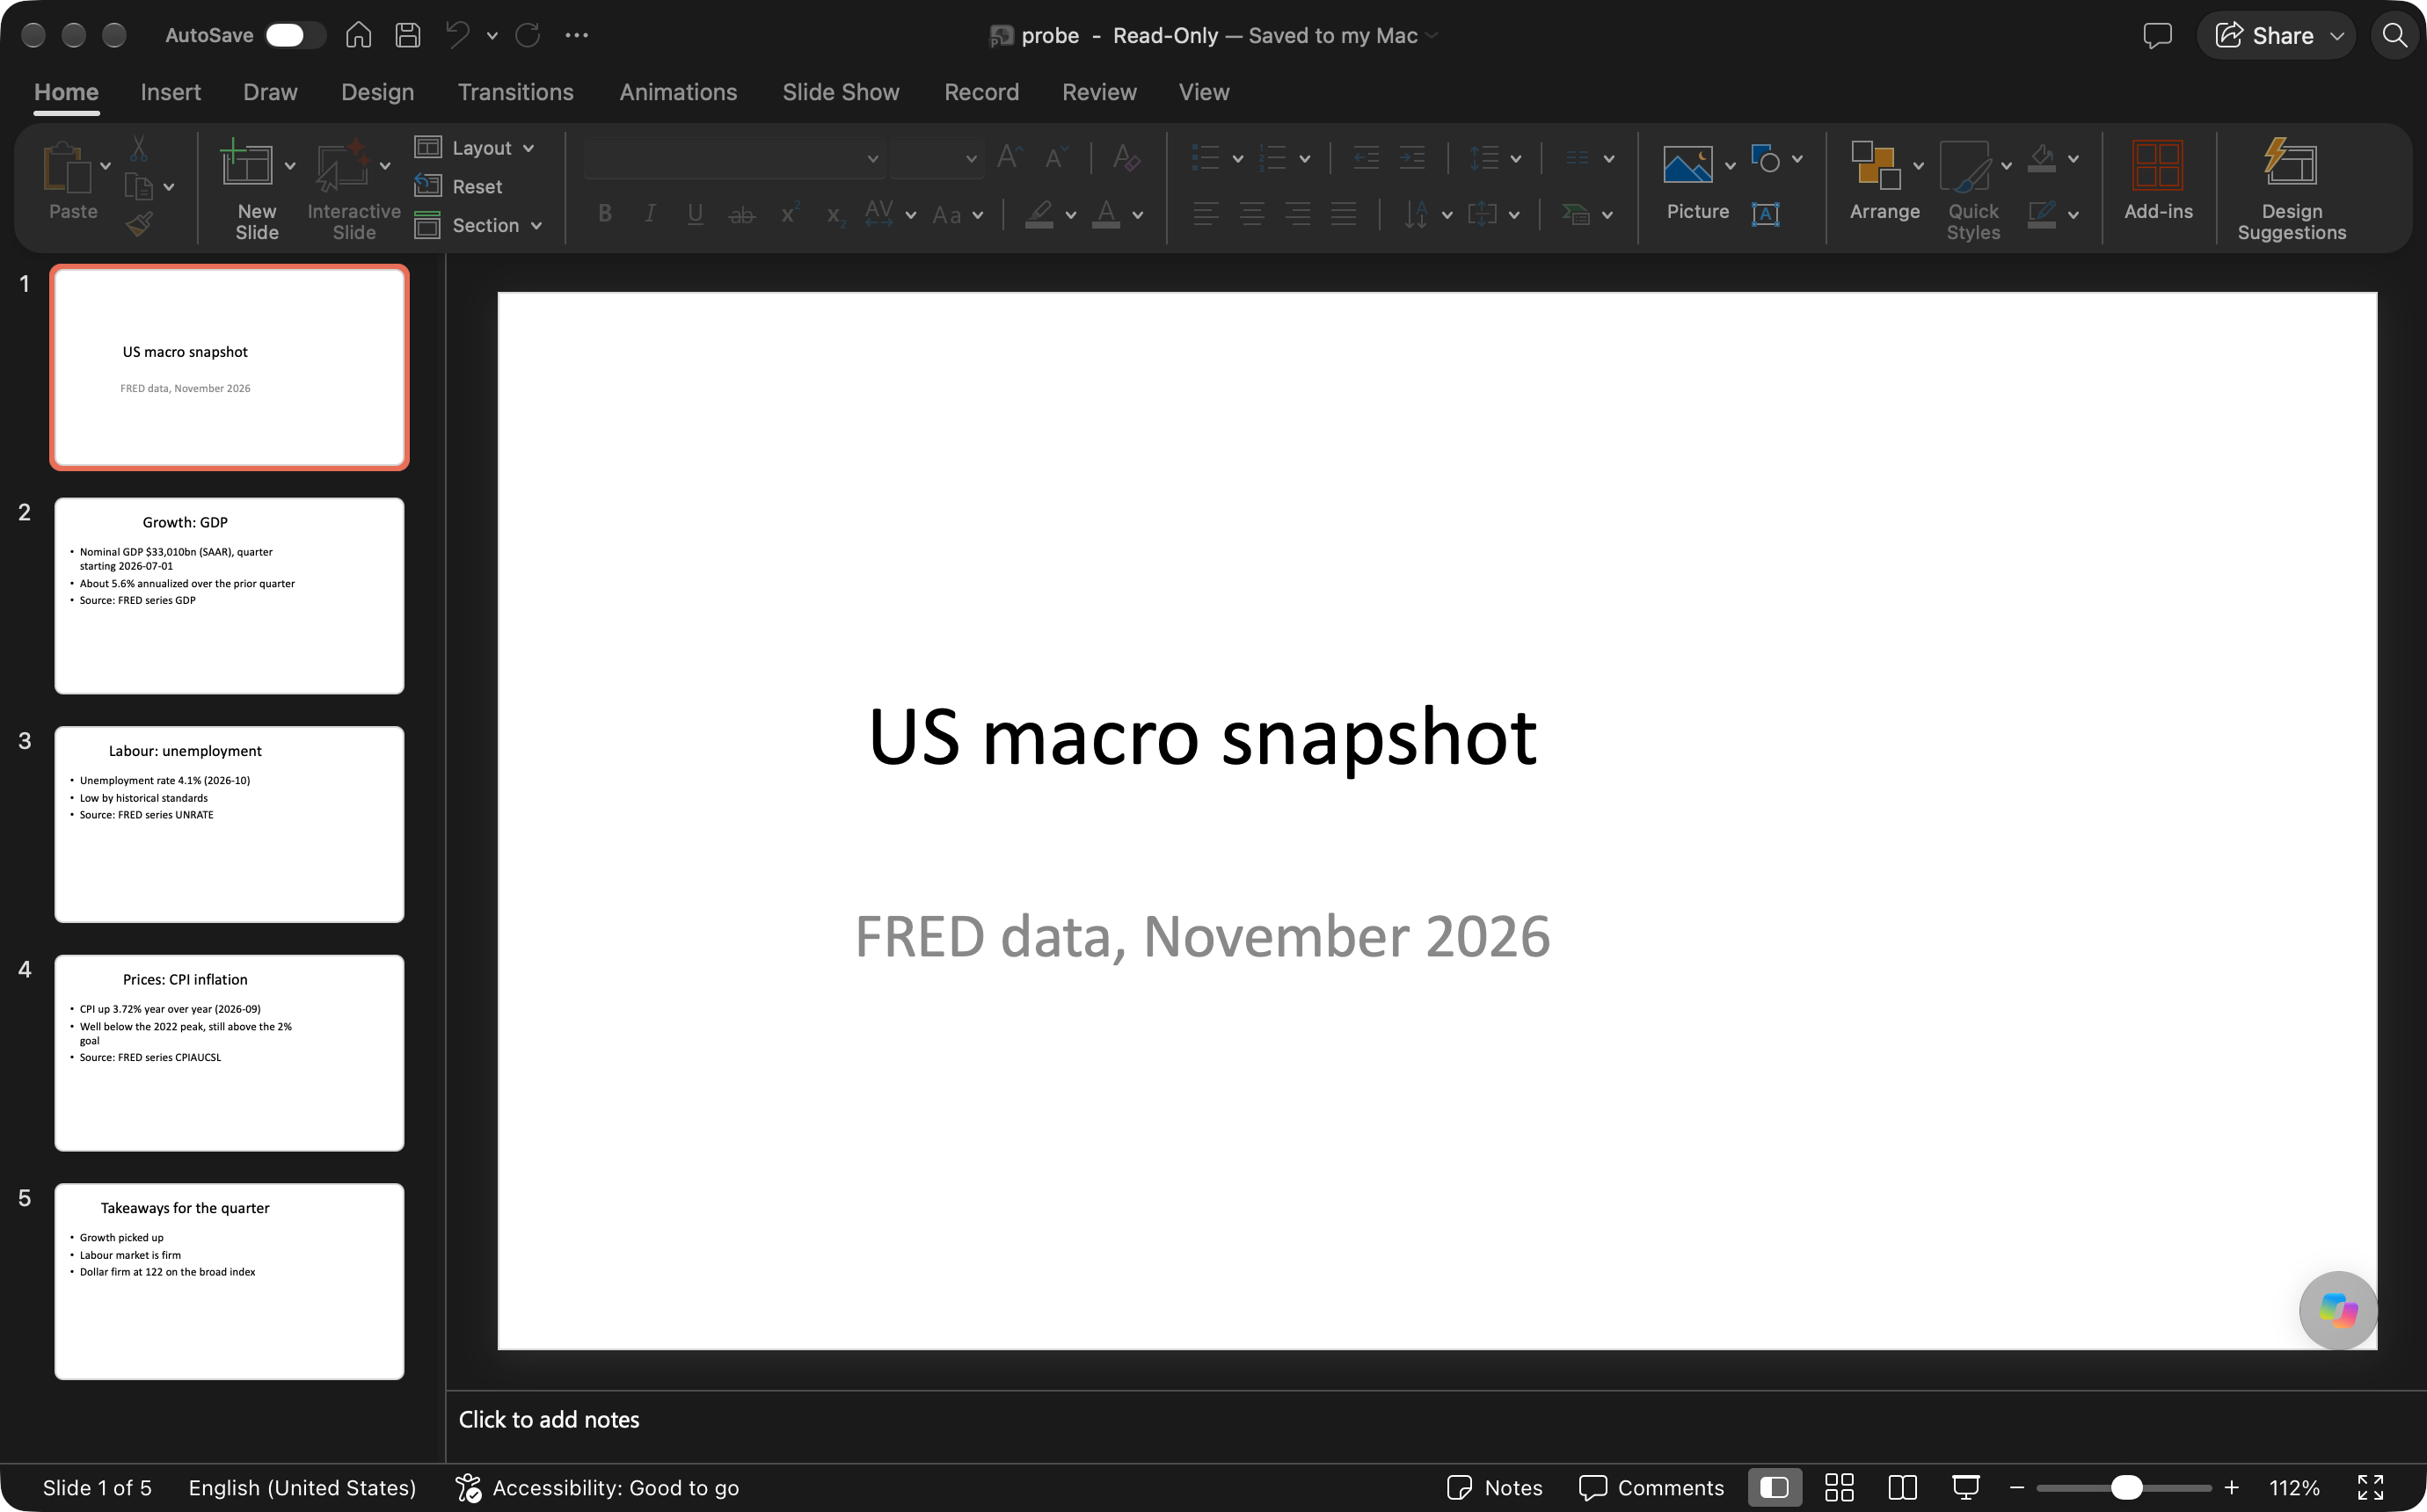 AutoSave
probe - Read-Only — Saved to my Mac
Share
Home Insert Draw Design Transitions Animations Slide Show Record Review View
Paste
New Slide
Interactive Slide
Layout
Reset
Section
Picture
Arrange
Quick Styles
Add-ins
Design Suggestions
1
US macro snapshot
FRED data, November 2026
2
Growth: GDP
• Nominal GDP $33,010bn (SAAR), quarter
starting 2026-07-01
• About 5.6% annualized over the prior quarter
• Source: FRED series GDP
3
Labour: unemployment
• Unemployment rate 4.1% (2026-10)
• Low by historical standards
• Source: FRED series UNRATE
4
Prices: CPI inflation
• CPI up 3.72% year over year (2026-09)
• Well below the 2022 peak, still above the 2%
goal
• Source: FRED series CPIAUCSL
5
Takeaways for the quarter
• Growth picked up
• Labour market is firm
• Dollar firm at 122 on the broad index
US macro snapshot
FRED data, November 2026
Click to add notes
Slide 1 of 5 English (United States) Accessibility: Good to go Notes Comments 112%